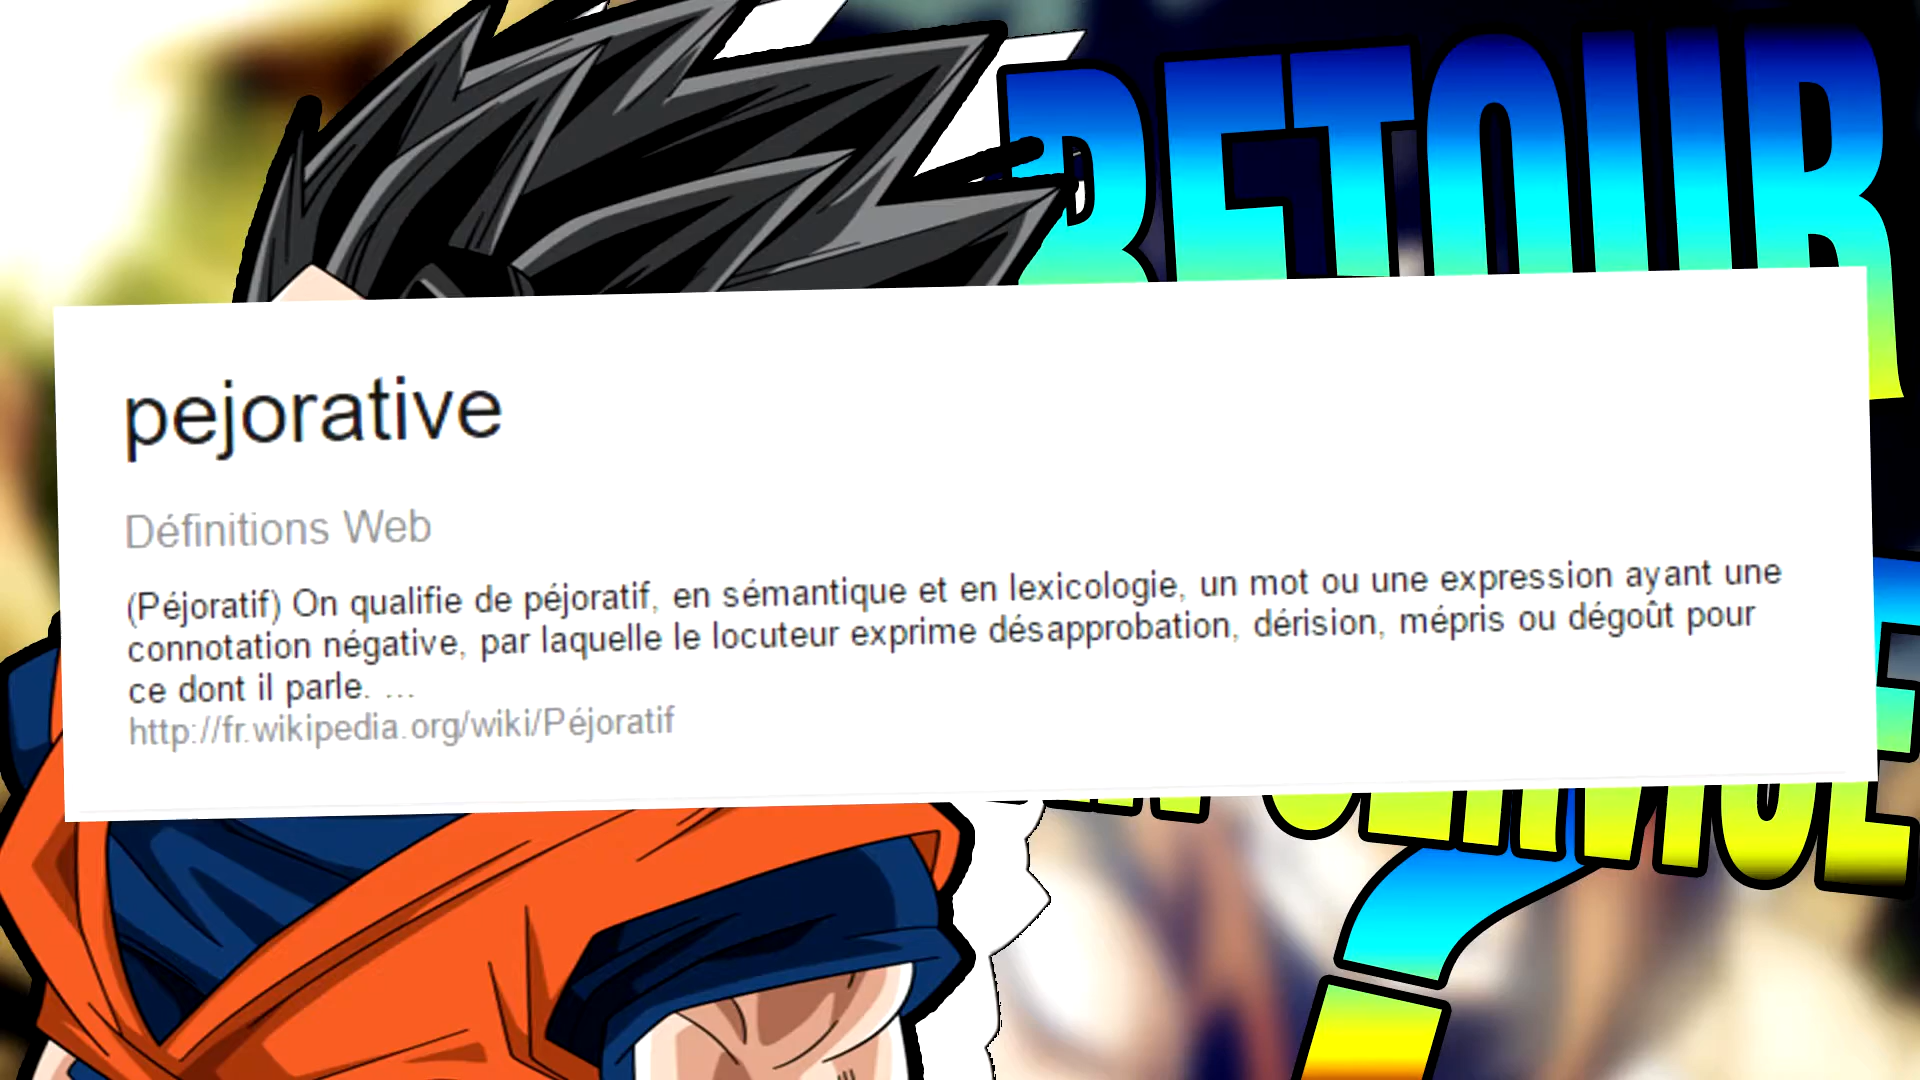 RETOUR
pejorative
Définitions Web
(Péjoratif) On qualifie de péjoratif, en sémantique et en lexicologie, un mot ou une expression ayant une
connotation négative, par laquelle le locuteur exprime désapprobation, dérision, mépris ou dégoût pour
ce dont il parle. ...
http://fr.wikipedia.org/wiki/Péjoratif
SERVICE
?